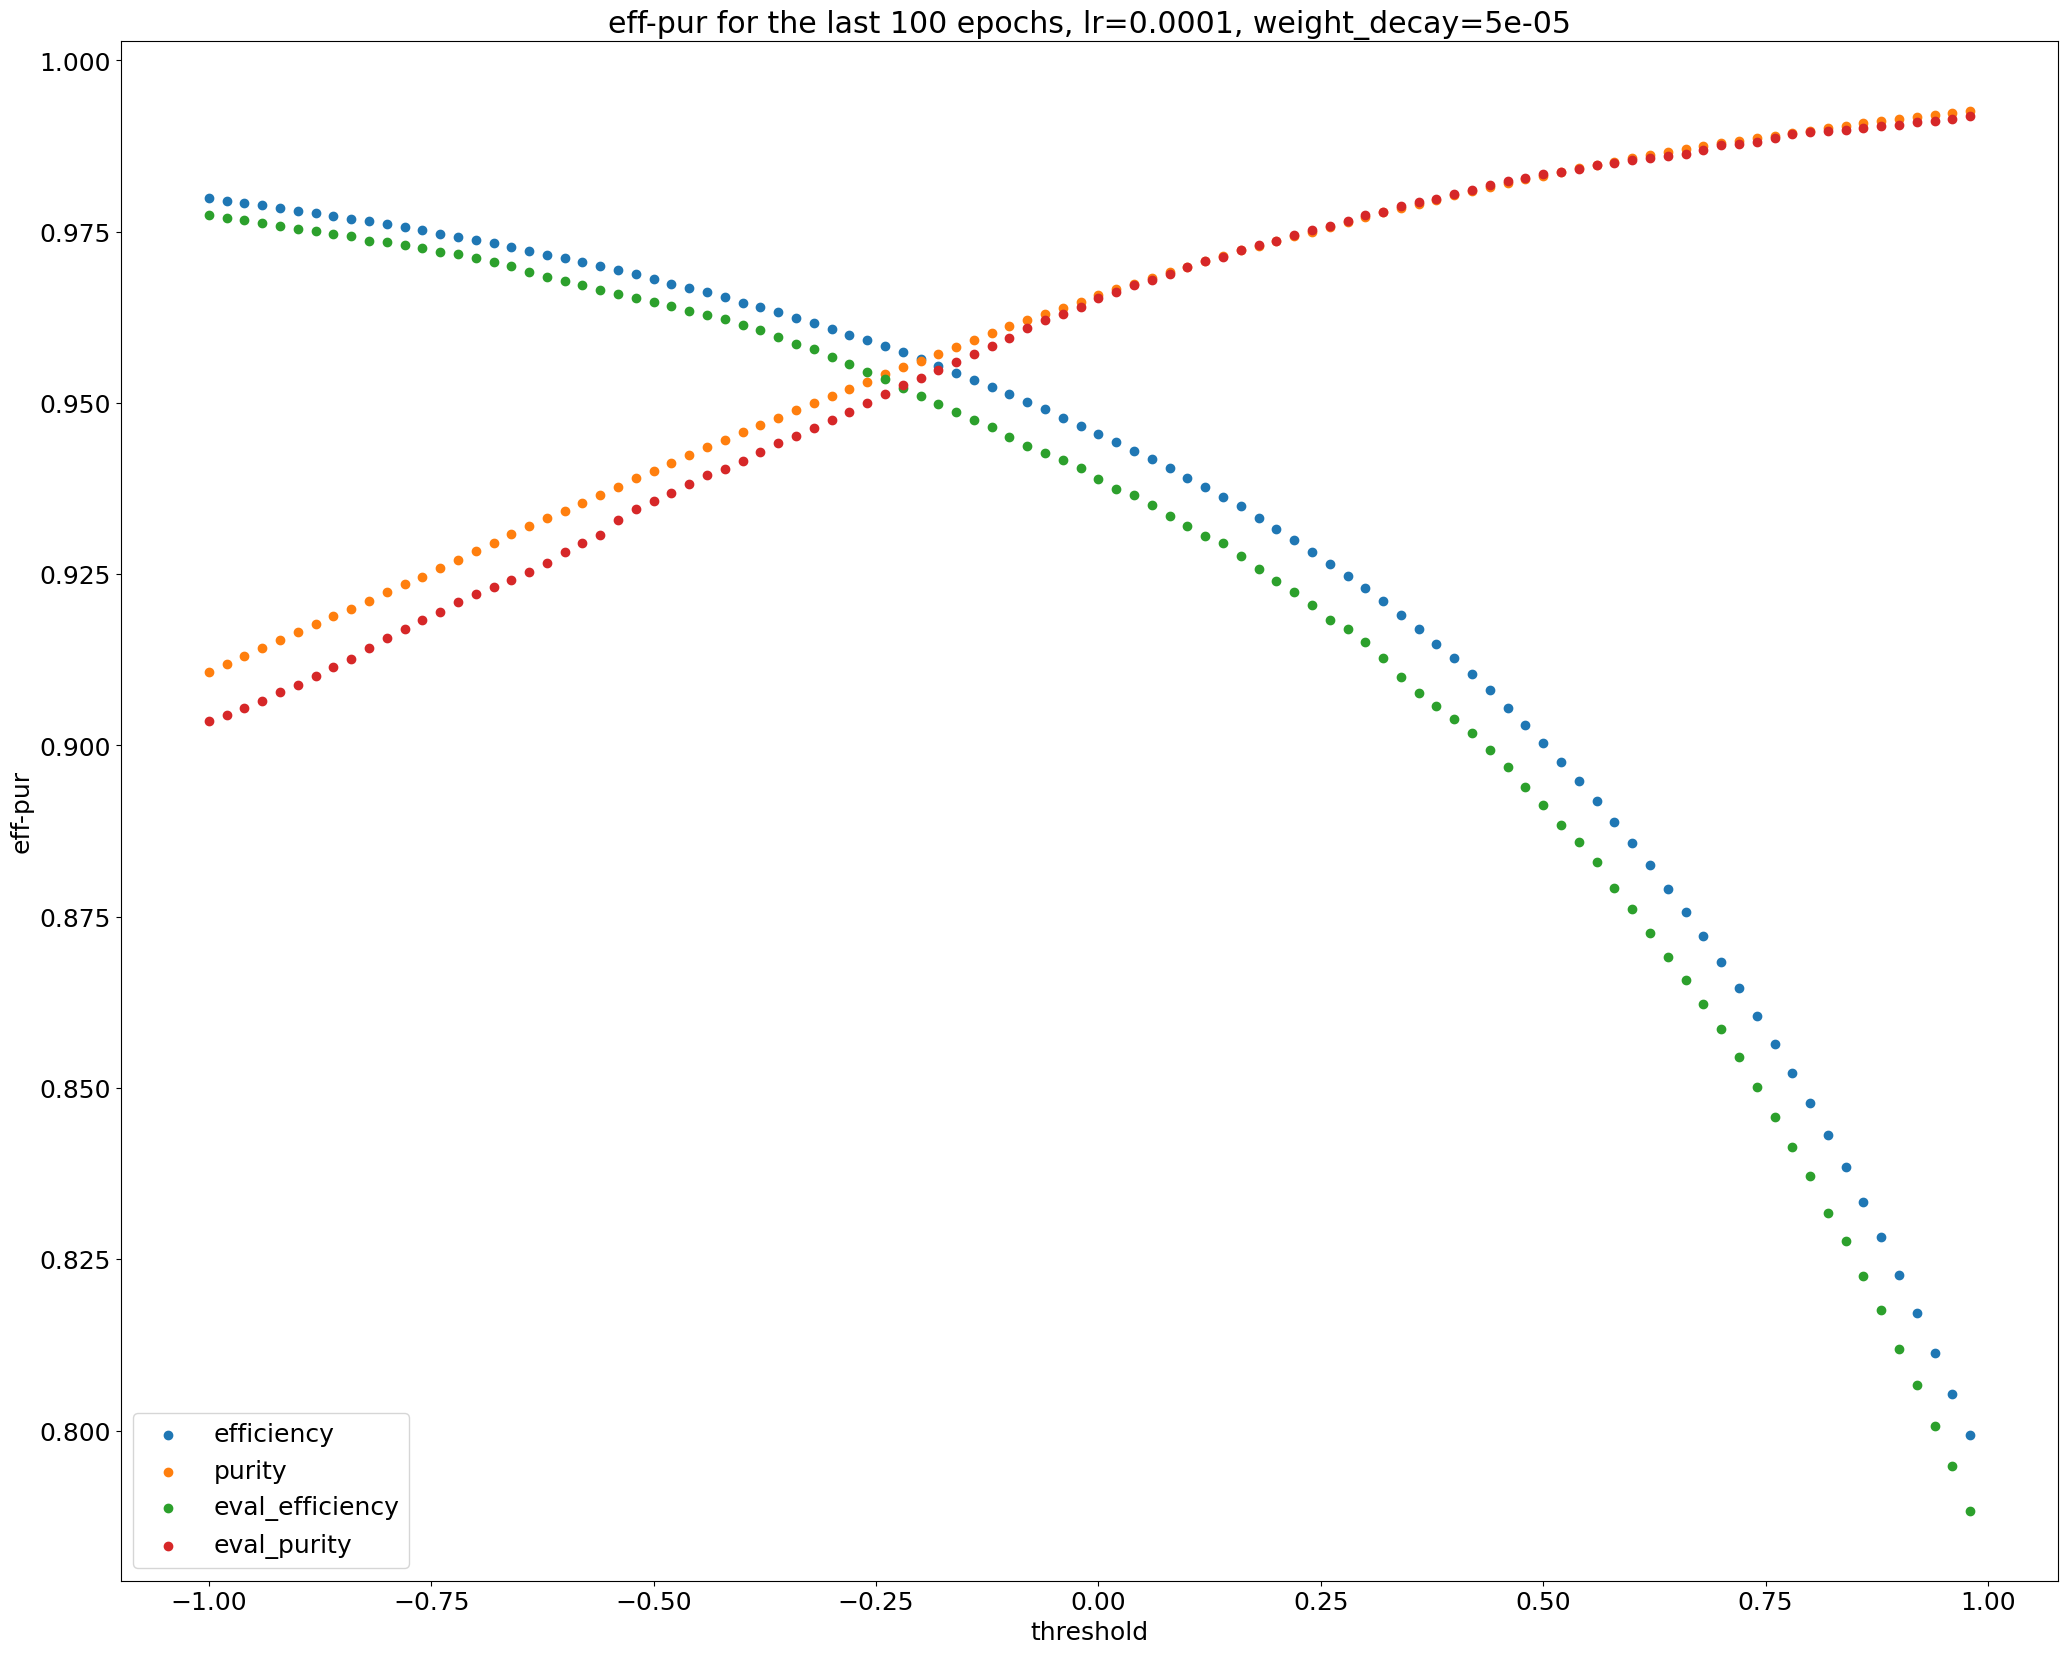 eff-pur for the last 100 epochs, lr=0.0001, weight_decay=5e-05
1.000
0.975
0.950
0.925
0.900
0.875
0.850
0.825
0.800
eff-pur
efficiency
purity
eval_efficiency
eval_purity
−1.00 −0.75 −0.50 −0.25 0.00 0.25 0.50 0.75 1.00
threshold